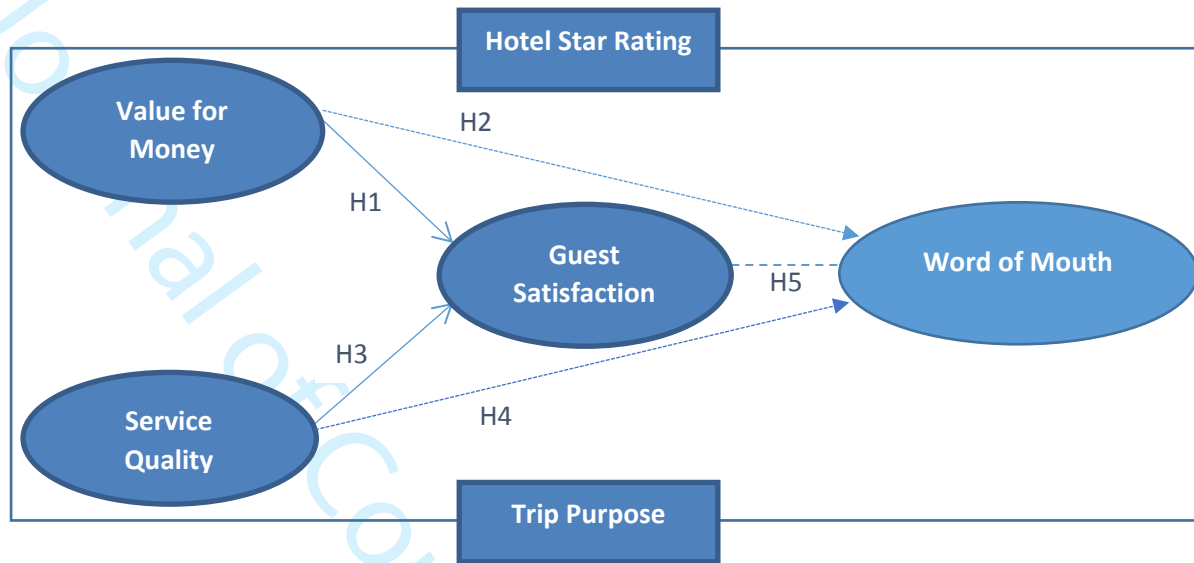 Hotel Star Rating
Value for
Money
H2
H1
Guest
Satisfaction
Word of Mouth
H5
H3
Service
Quality
H4
Trip Purpose